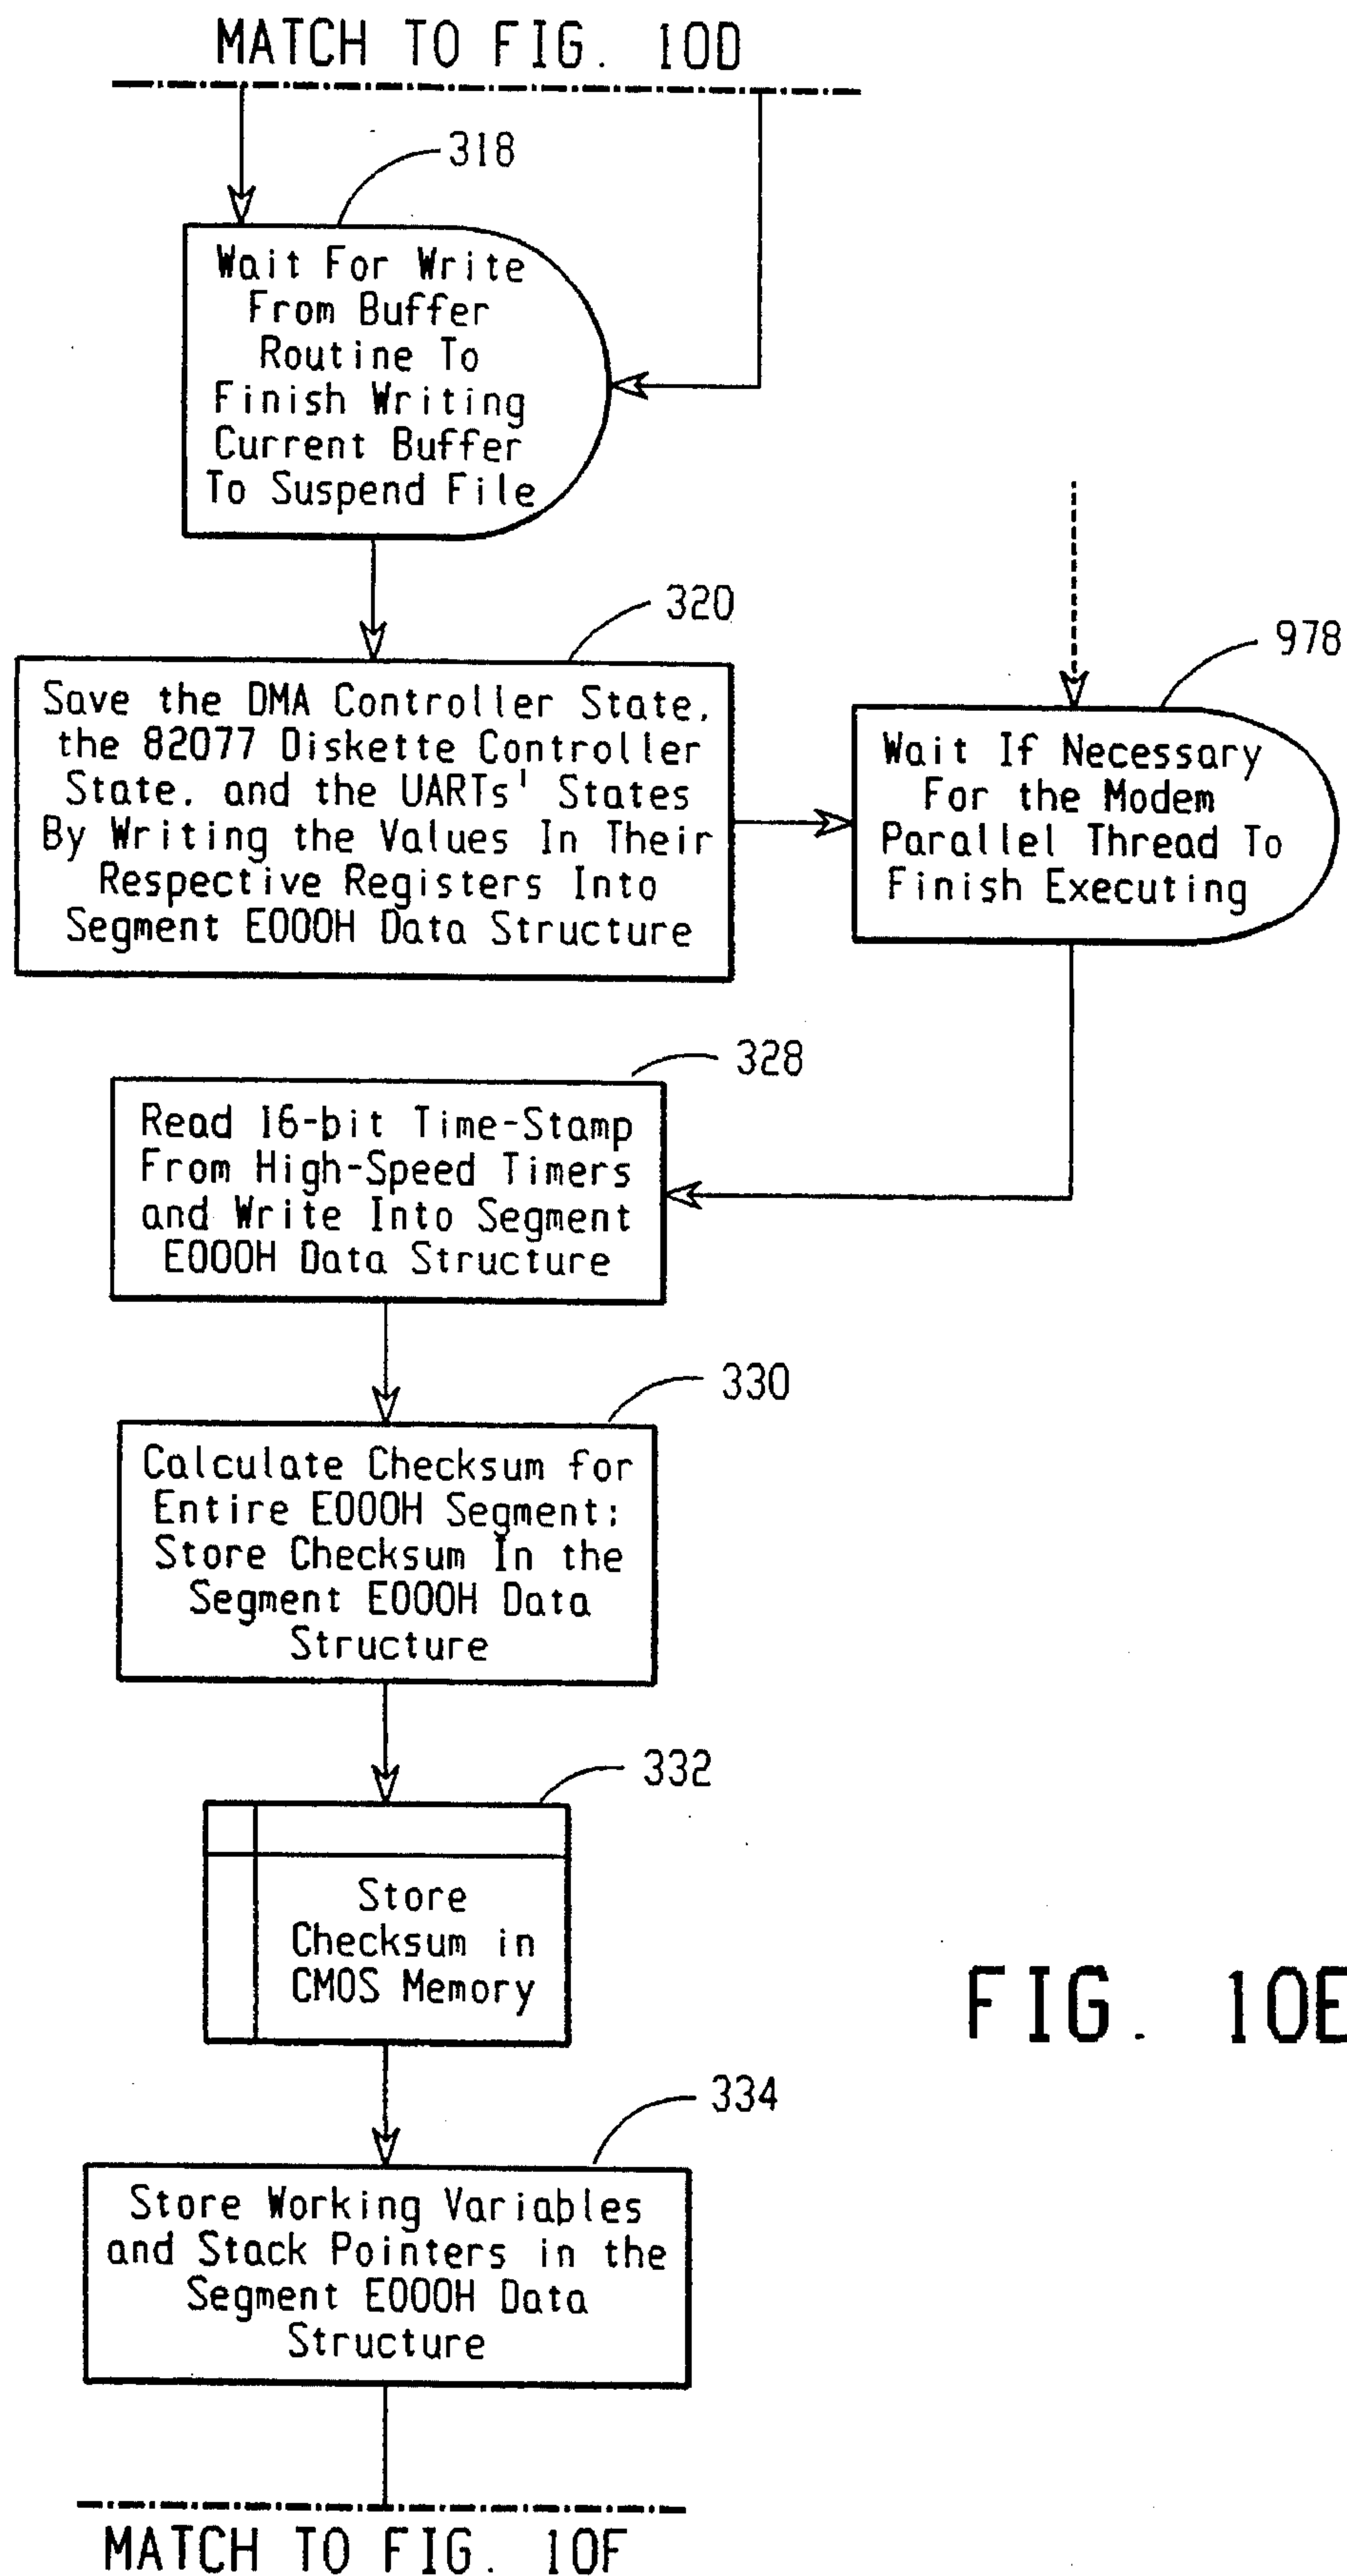 MATCH TO FIG. 10D
318
Wait For Write
From Buffer
Routine To
Finish Writing
Current Buffer
To Suspend File
320
Save the DMA Controller State,
the 82077 Diskette Controller
State, and the UARTs' States
By Writing the Values In Their
Respective Registers Into
Segment E000H Data Structure
978
Wait If Necessary
For the Modem
Parallel Thread To
Finish Executing
328
Read 16-bit Time-Stamp
From High-Speed Timers
and Write Into Segment
E000H Data Structure
330
Calculate Checksum for
Entire E000H Segment;
Store Checksum In the
Segment E000H Data
Structure
332
Store
Checksum in
CMOS Memory
334
Store Working Variables
and Stack Pointers in the
Segment E000H Data
Structure
FIG. 10E
MATCH TO FIG. 10F